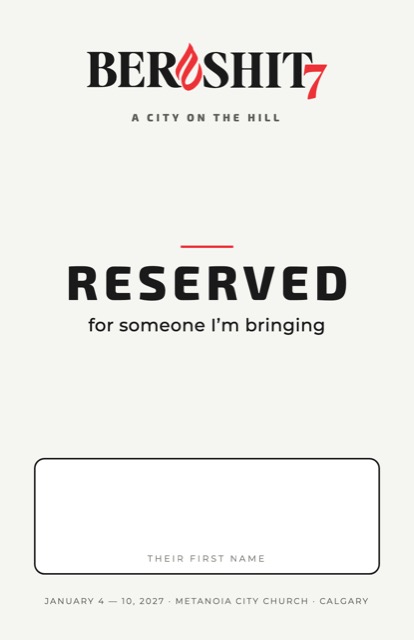 BERSHIT7
A CITY ON THE HILL
RESERVED
for someone I’m bringing
THEIR FIRST NAME
JANUARY 4 — 10, 2027 · METANOIA CITY CHURCH · CALGARY